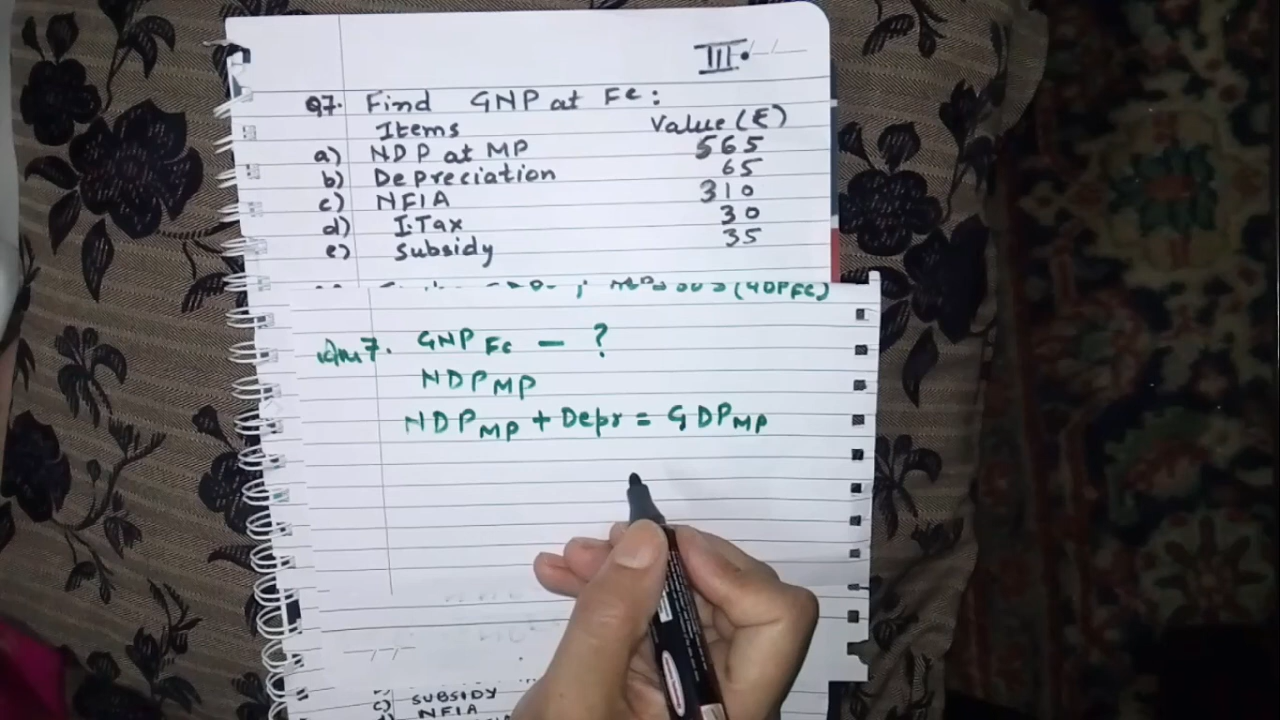 III.
Q7. Find GNP at Fc:
Items Value (₹)
a) NDP at MP 565
b) Depreciation 65
c) NFIA 310
d) I.Tax 30
e) Subsidy 35
7. GNP Fc — ?
NDP MP
NDP MP + Depr = GDP MP
c) SUBSIDY
NFIA